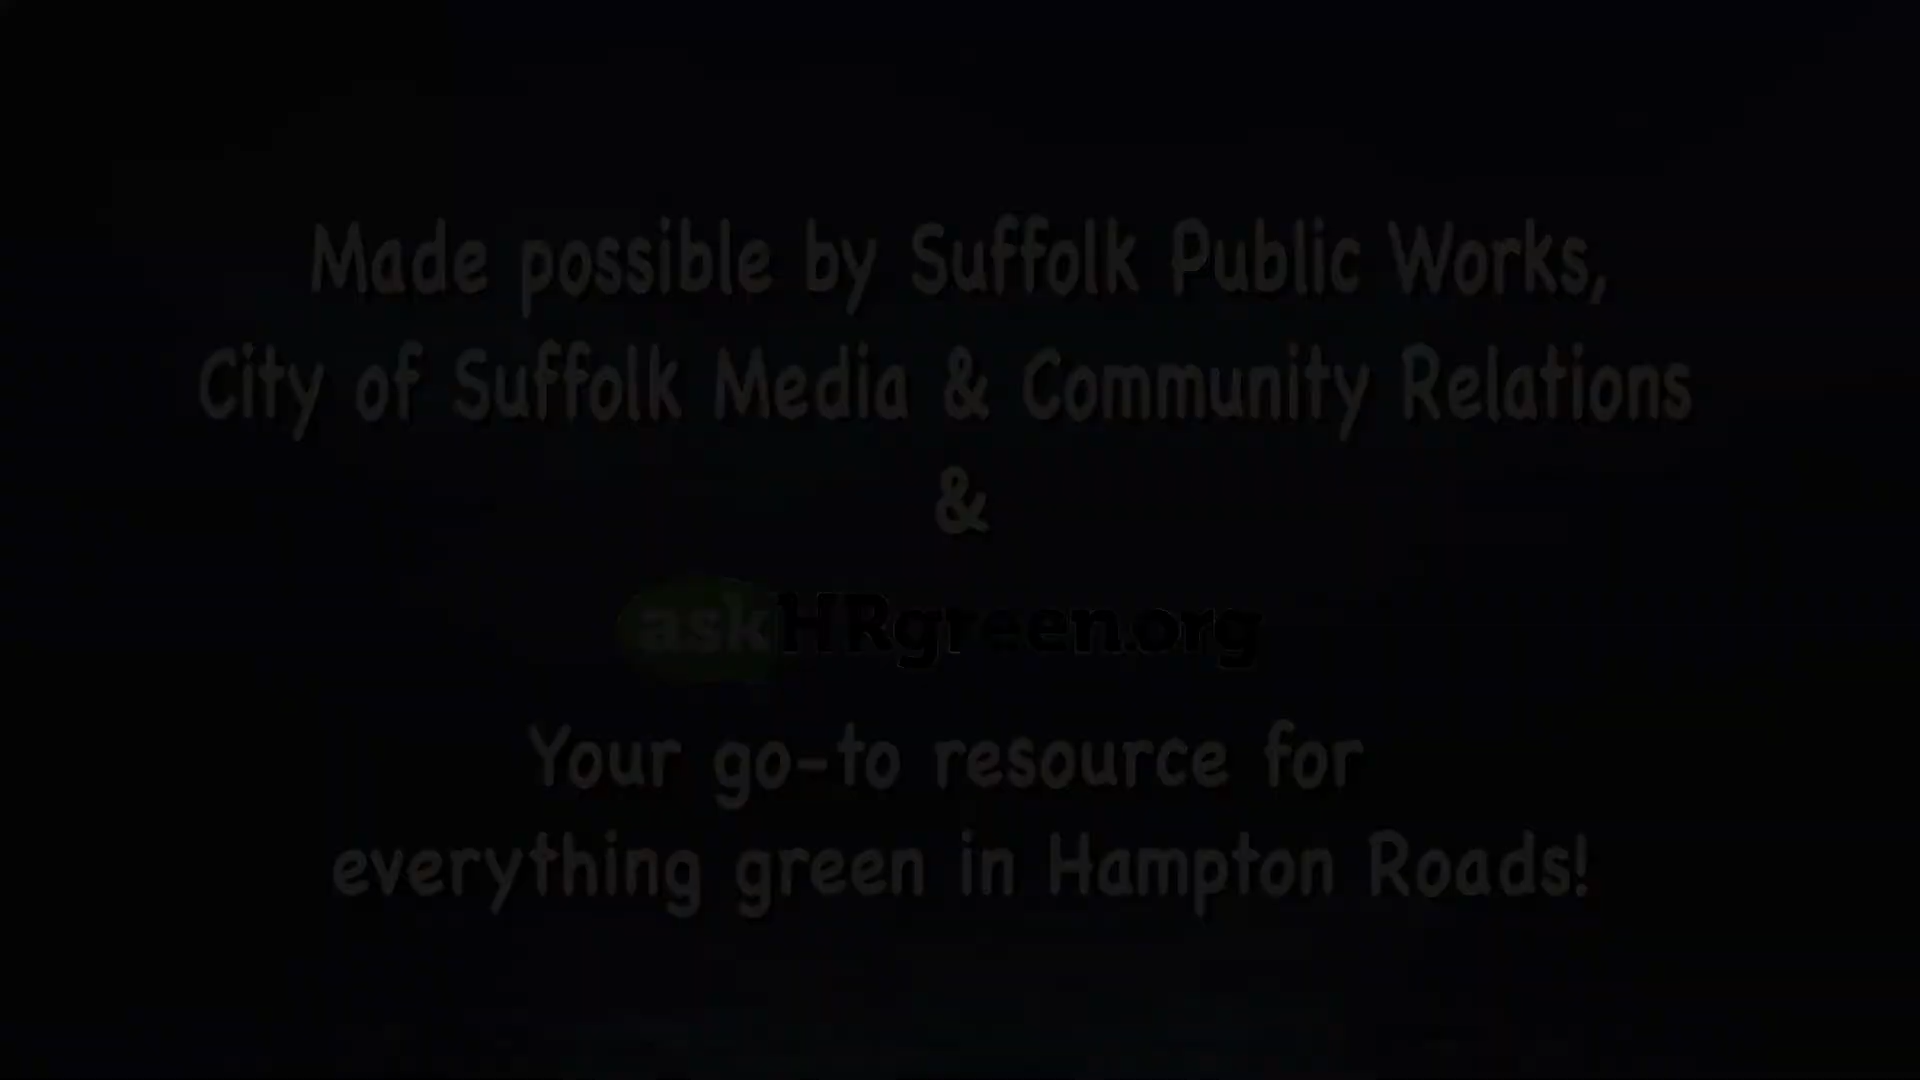 Made possible by Suffolk Public Works,
City of Suffolk Media & Community Relations
&
askHRgreen.org
Your go-to resource for
everything green in Hampton Roads!